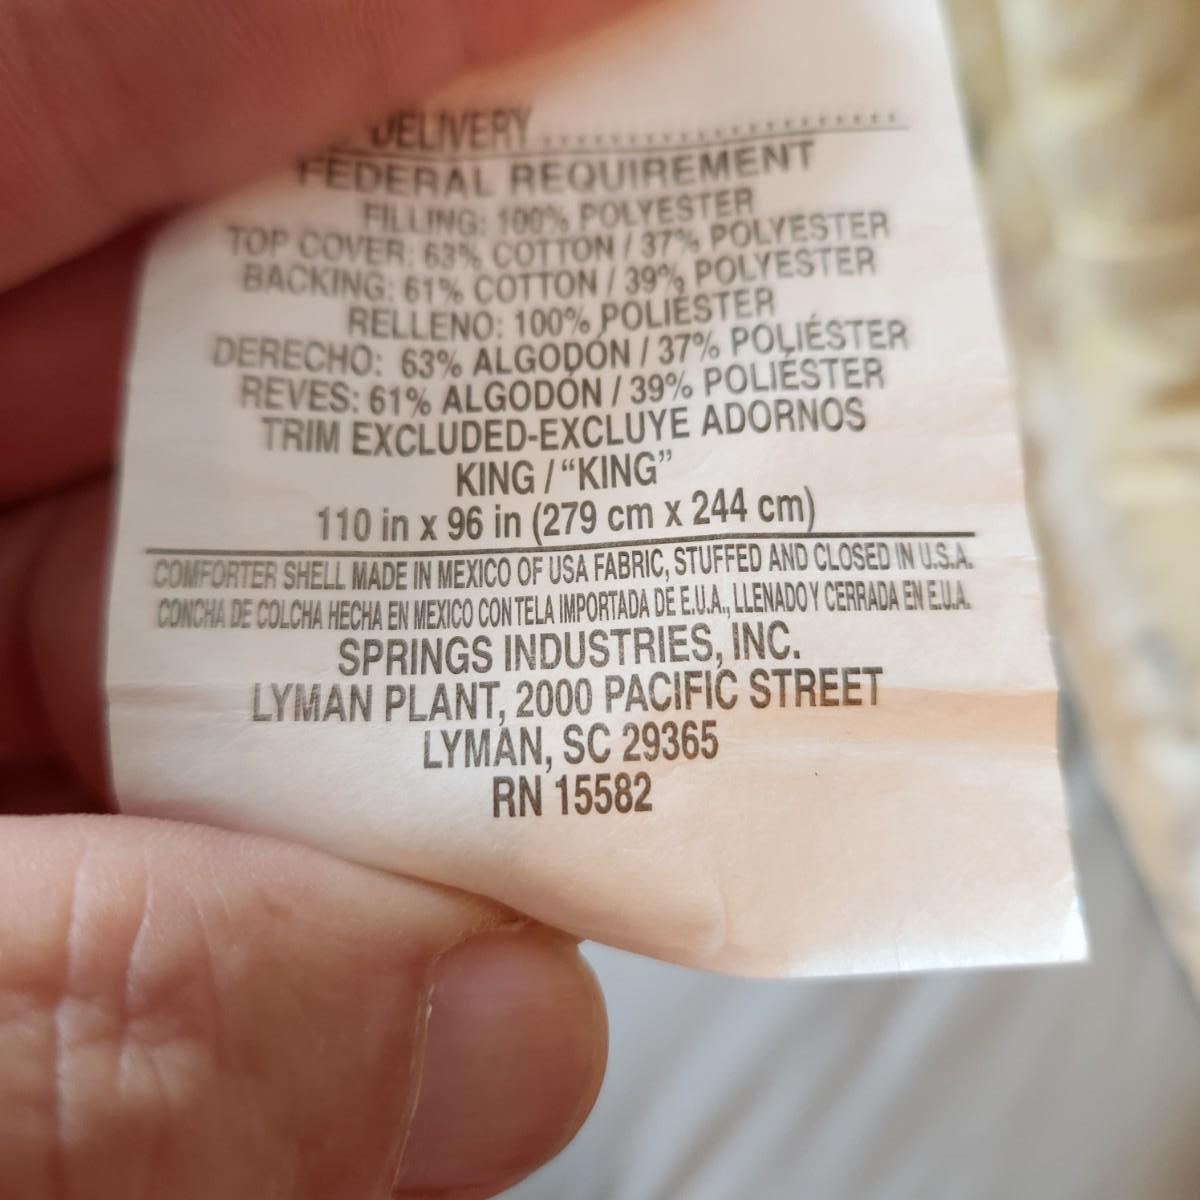 DELIVERY ........................
FEDERAL REQUIREMENT
FILLING: 100% POLYESTER
TOP COVER: 63% COTTON / 37% POLYESTER
BACKING: 61% COTTON / 39% POLYESTER
RELLENO: 100% POLIÉSTER
DERECHO: 63% ALGODÓN / 37% POLIÉSTER
REVES: 61% ALGODÓN / 39% POLIÉSTER
TRIM EXCLUDED-EXCLUYE ADORNOS
KING / “KING”
110 in x 96 in (279 cm x 244 cm)
COMFORTER SHELL MADE IN MEXICO OF USA FABRIC, STUFFED AND CLOSED IN U.S.A.
CONCHA DE COLCHA HECHA EN MEXICO CON TELA IMPORTADA DE E.U.A., LLENADO Y CERRADA EN E.U.A.
SPRINGS INDUSTRIES, INC.
LYMAN PLANT, 2000 PACIFIC STREET
LYMAN, SC 29365
RN 15582